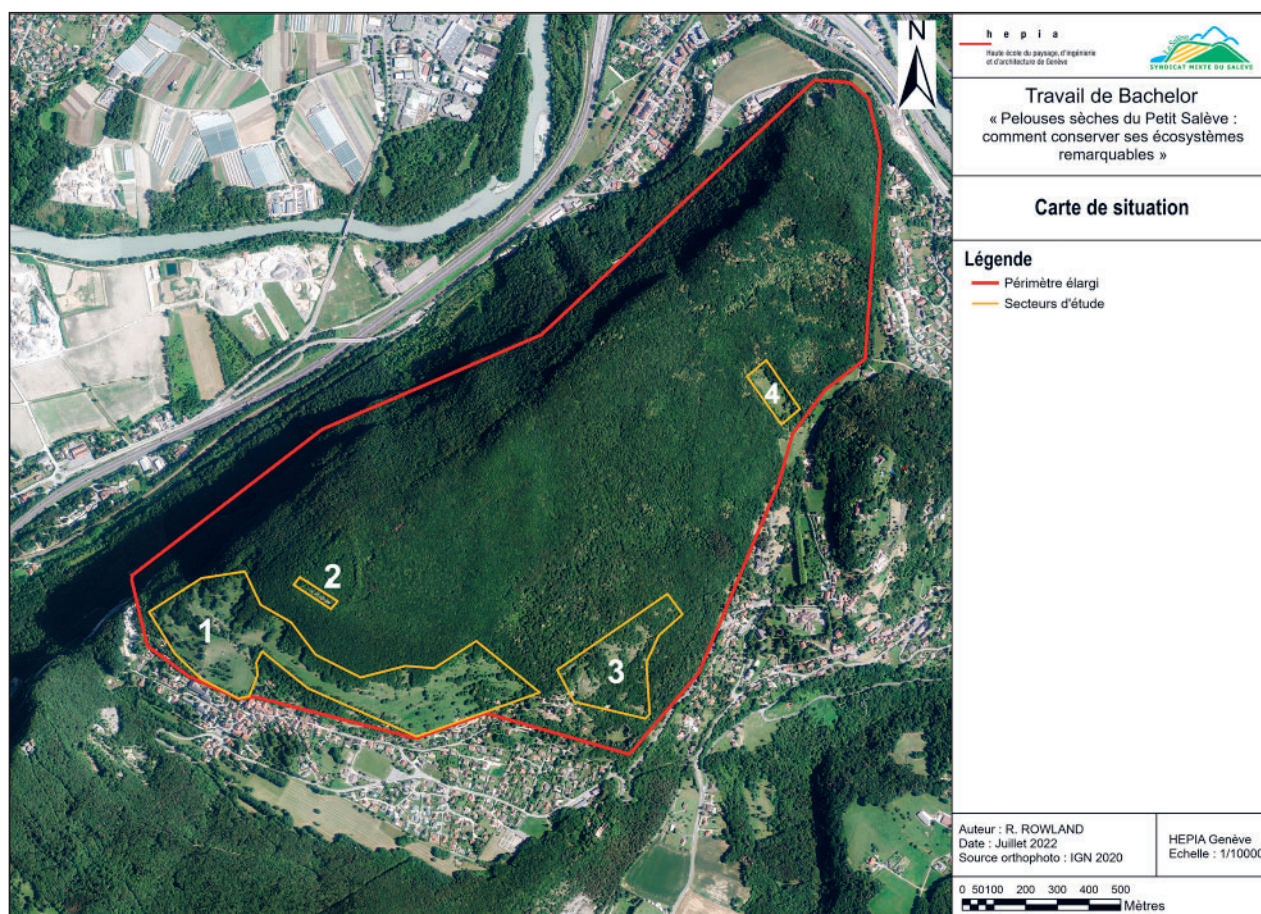 N
1
2
3
4
h e p i a
Haute école du paysage, d'ingénierie
et d'architecture de Genève
Le Salève
SYNDICAT MIXTE DU SALÈVE
Travail de Bachelor
« Pelouses sèches du Petit Salève :
comment conserver ses écosystèmes
remarquables »
Carte de situation
Légende
Périmètre élargi
Secteurs d'étude
Auteur : R. ROWLAND
Date : Juillet 2022
Source orthophoto : IGN 2020
HEPIA Genève
Echelle : 1/10000
0 50100 200 300 400 500
Mètres